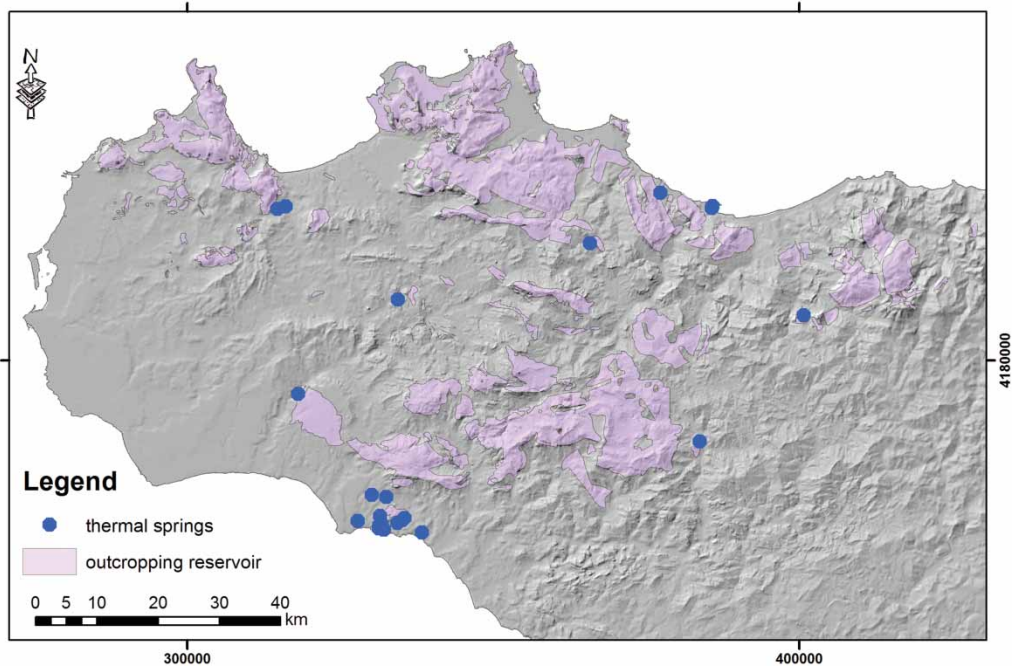 N
4180000
Legend
thermal springs
outcropping reservoir
0 5 10 20 30 40
km
300000 400000